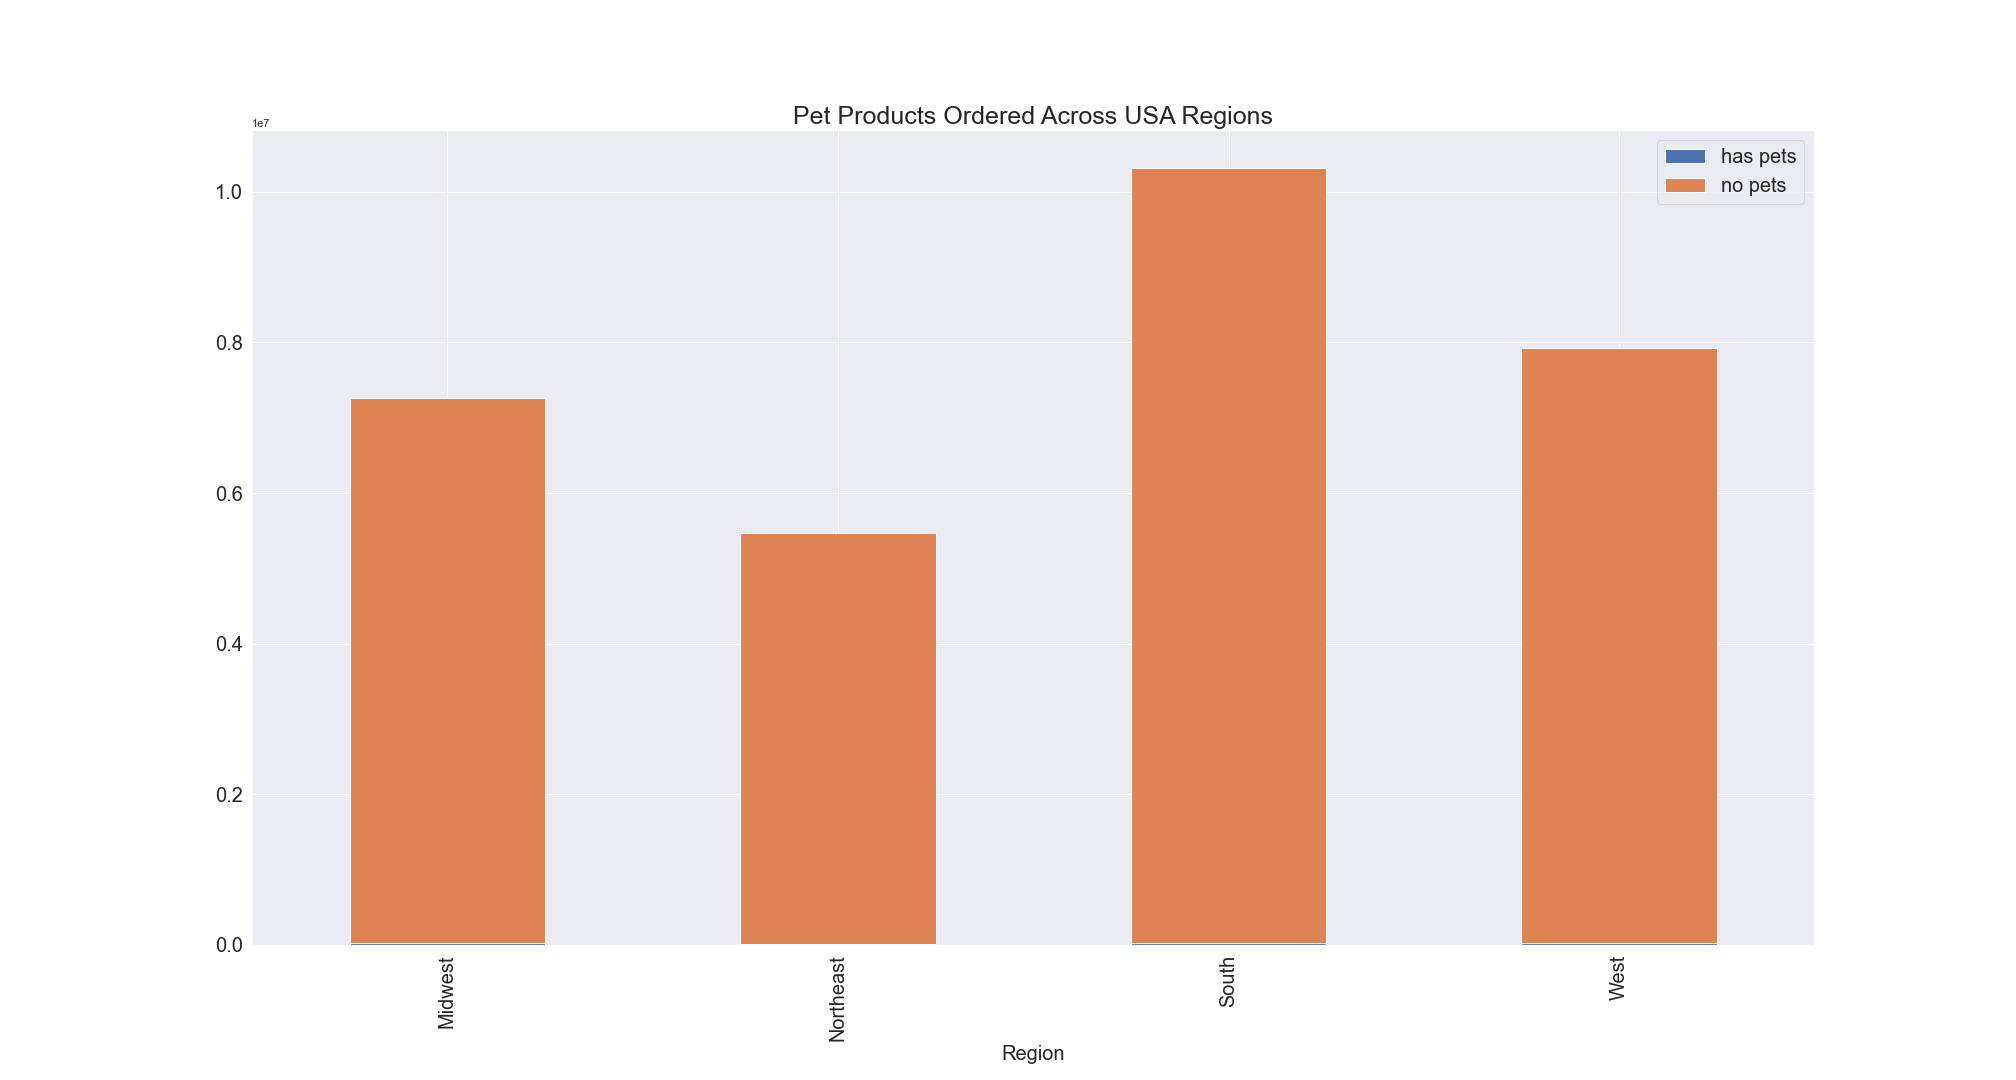 Pet Products Ordered Across USA Regions
1e7
has pets
no pets
1.0
0.8
0.6
0.4
0.2
0.0
Midwest
Northeast
South
West
Region